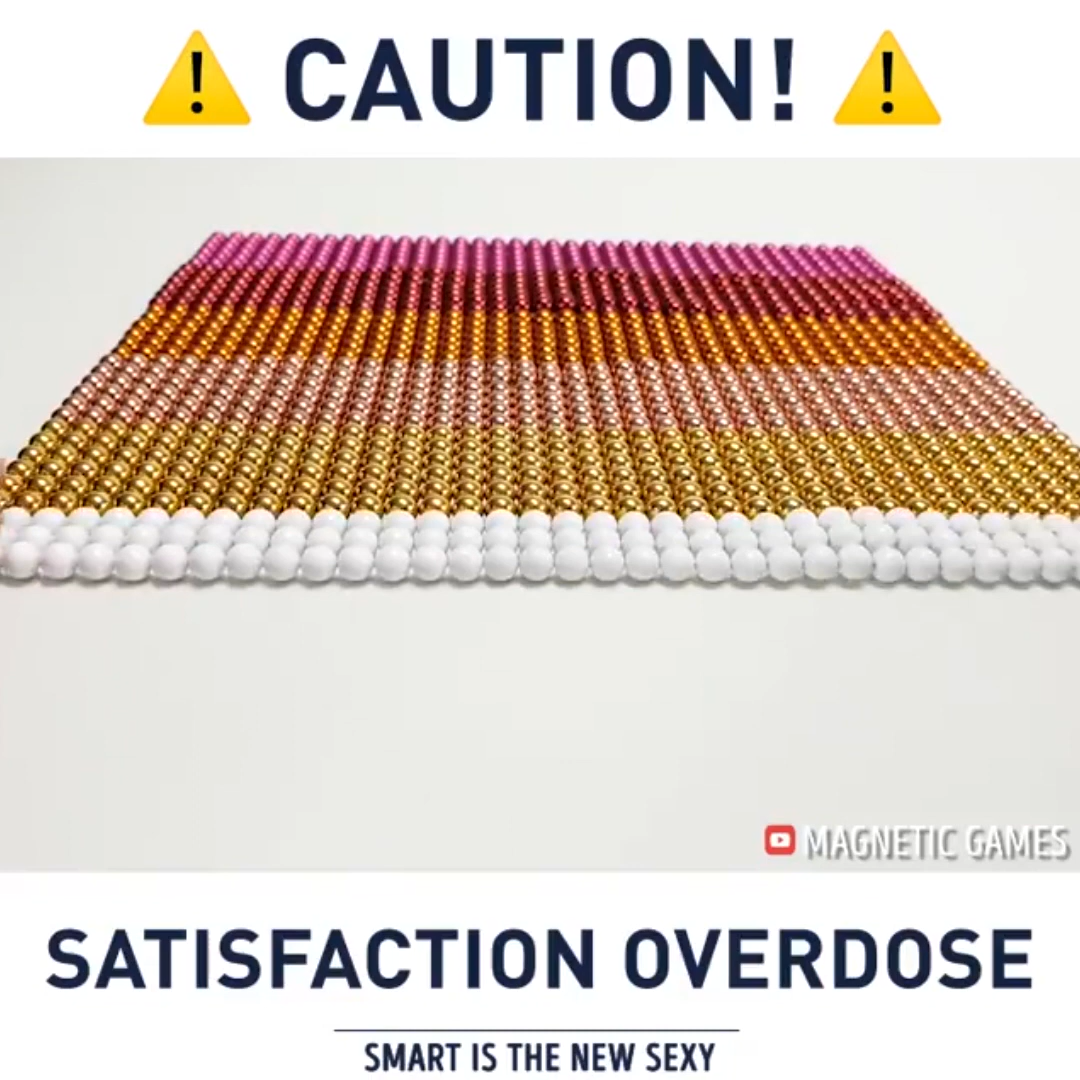 ⚠️ CAUTION! ⚠️
MAGNETIC GAMES
SATISFACTION OVERDOSE
SMART IS THE NEW SEXY